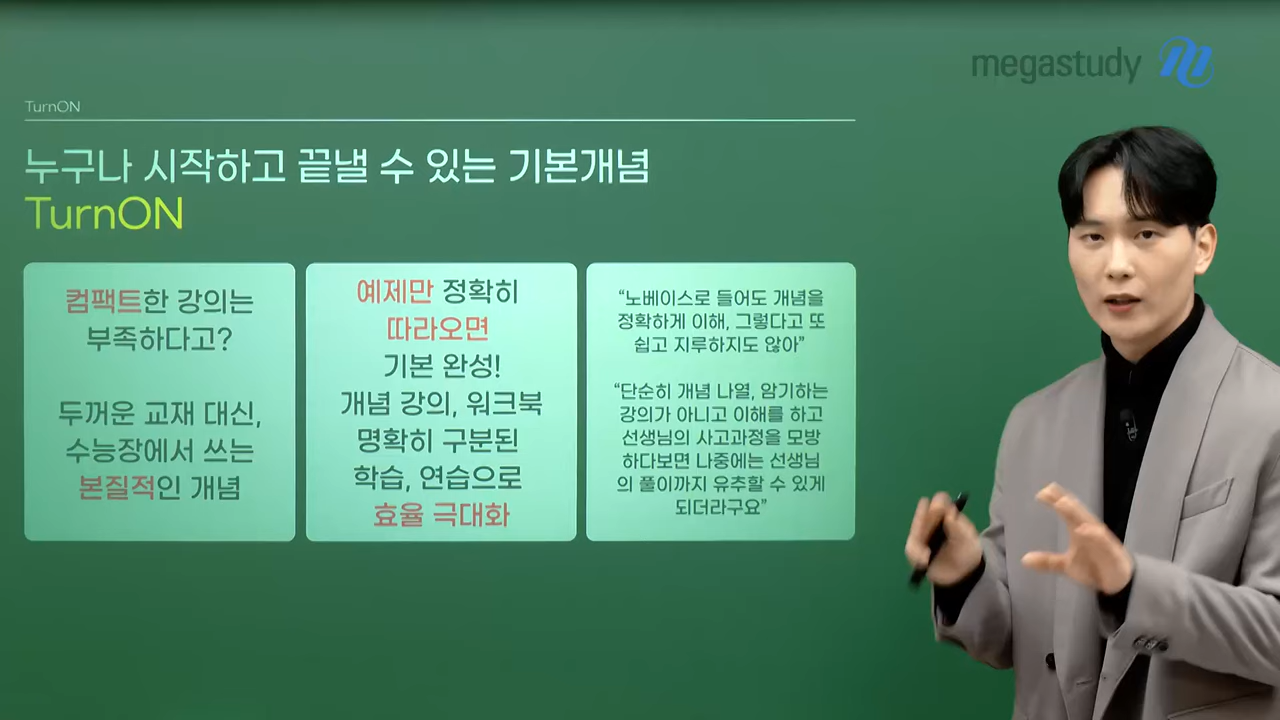 megastudy
TurnON
누구나 시작하고 끝낼 수 있는 기본개념
TurnON
컴팩트한 강의는
부족하다고?
두꺼운 교재 대신,
수능장에서 쓰는
본질적인 개념
예제만 정확히
따라오면
기본 완성!
개념 강의, 워크북
명확히 구분된
학습, 연습으로
효율 극대화
“노베이스로 들어도 개념을
정확하게 이해, 그렇다고 또
쉽고 지루하지도 않아”
“단순히 개념 나열, 암기하는
강의가 아니고 이해를 하고
선생님의 사고과정을 모방
하다보면 나중에는 선생님
의 풀이까지 유추할 수 있게
되더라구요”